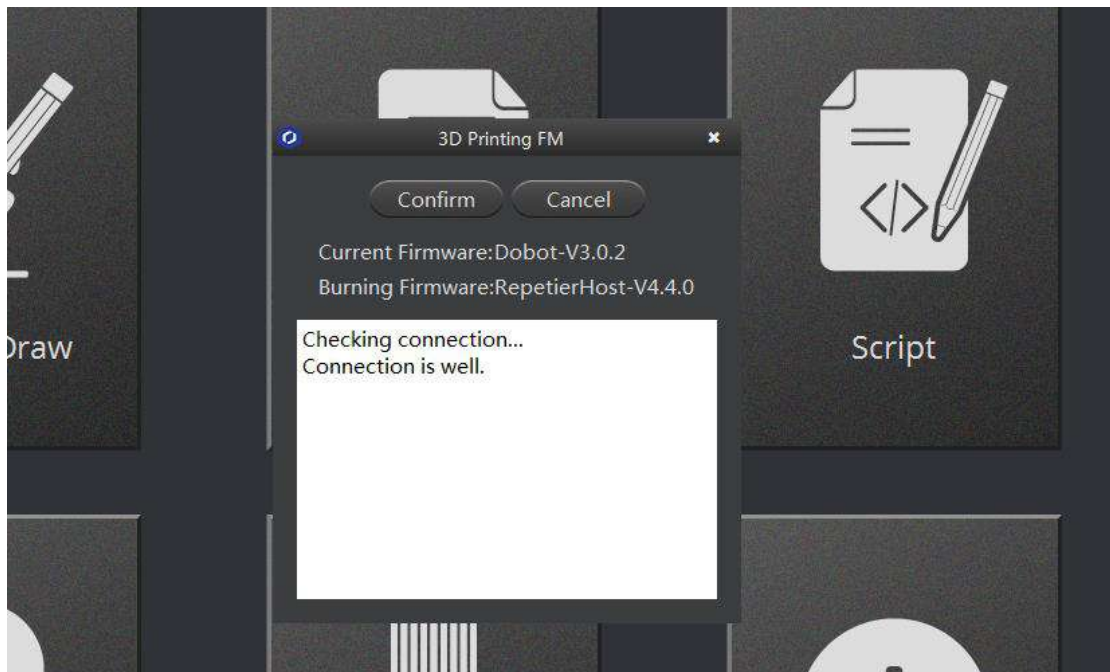 3D Printing FM
Confirm Cancel
Current Firmware:Dobot-V3.0.2
Burning Firmware:RepetierHost-V4.4.0
Checking connection...
Connection is well.
Draw
Script